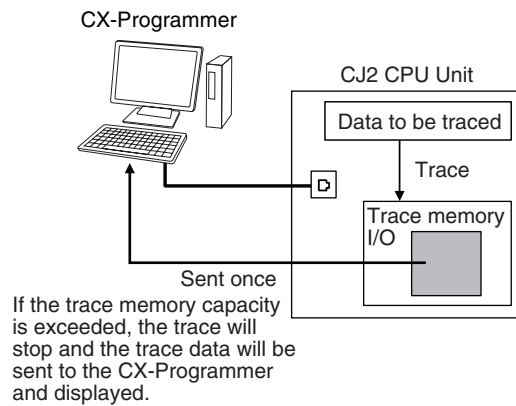 CX-Programmer
CJ2 CPU Unit
Data to be traced
Trace
Trace memory
I/O
Sent once
If the trace memory capacity
is exceeded, the trace will
stop and the trace data will be
sent to the CX-Programmer
and displayed.